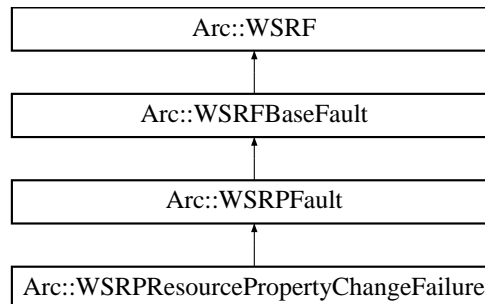 Arc::WSRF
Arc::WSRFBaseFault
Arc::WSRPFault
Arc::WSRPResourcePropertyChangeFailure